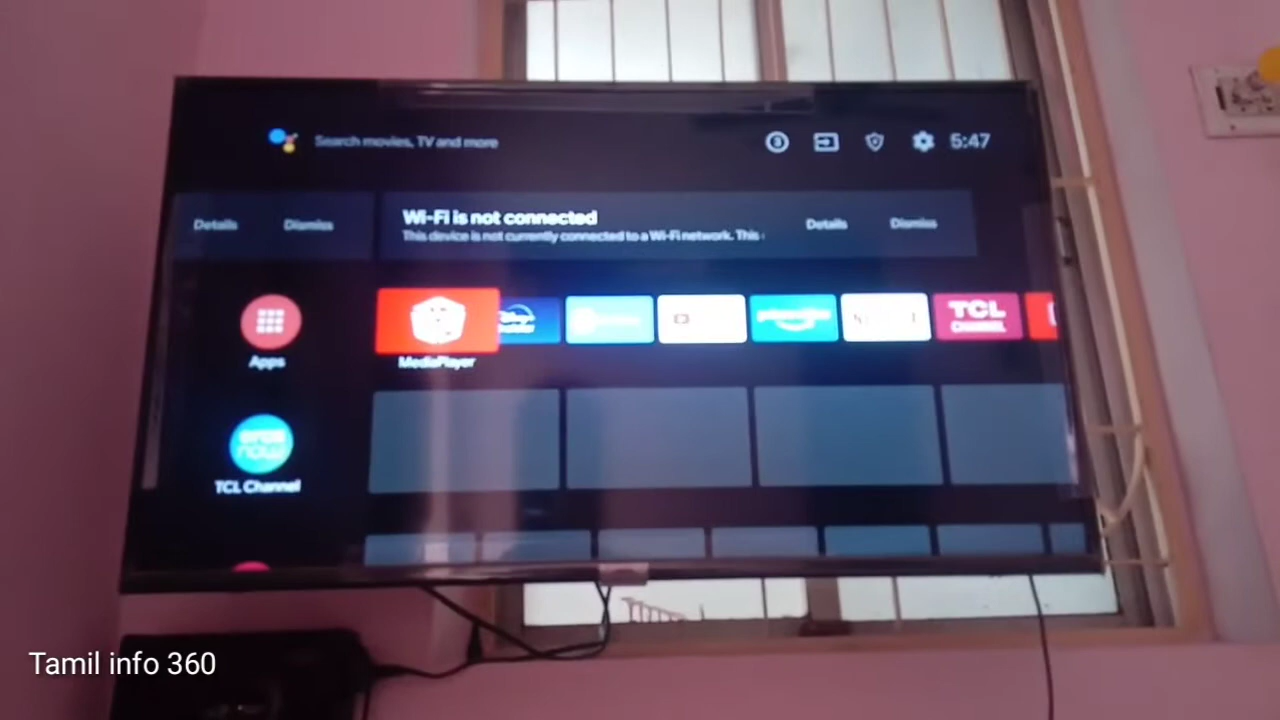 Search movies, TV and more
5:47
Details
Dismiss
Wi-Fi is not connected
This device is not currently connected to a Wi-Fi network. This
Details
Dismiss
TCL
CHANNEL
Apps
MediaPlayer
now
TCL Channel
Tamil info 360